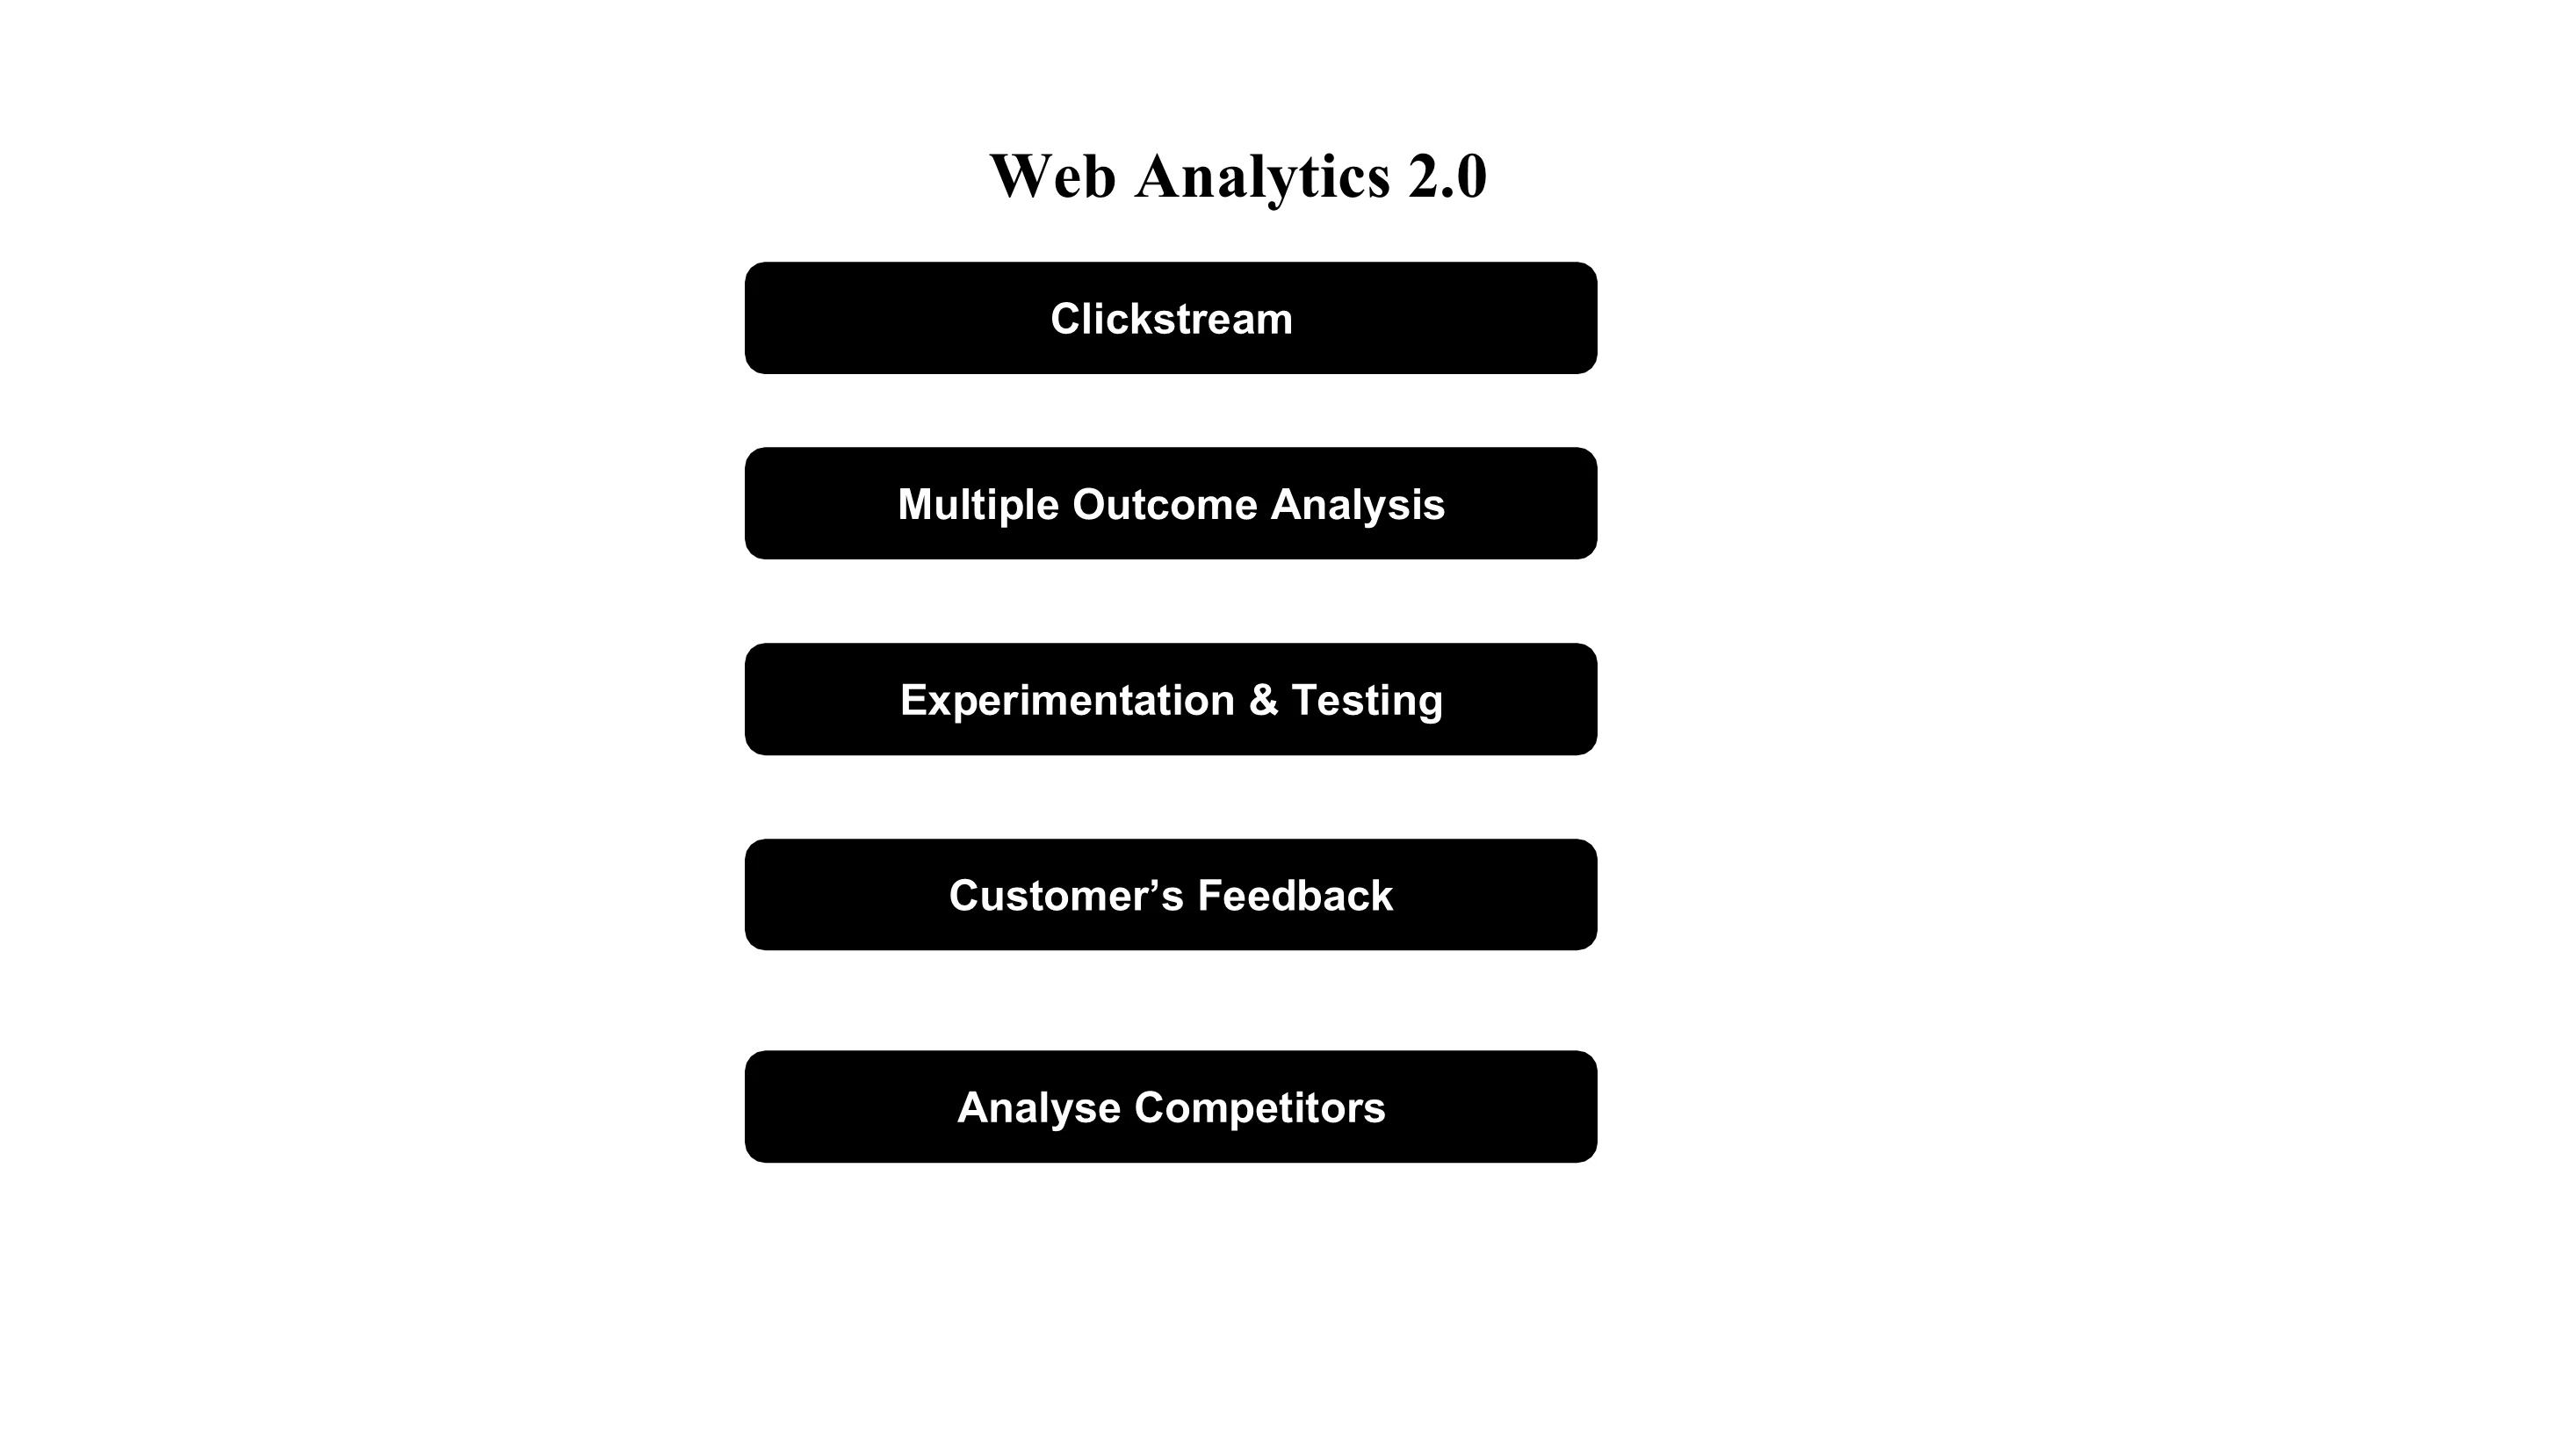 Web Analytics 2.0
Clickstream
Multiple Outcome Analysis
Experimentation & Testing
Customer’s Feedback
Analyse Competitors